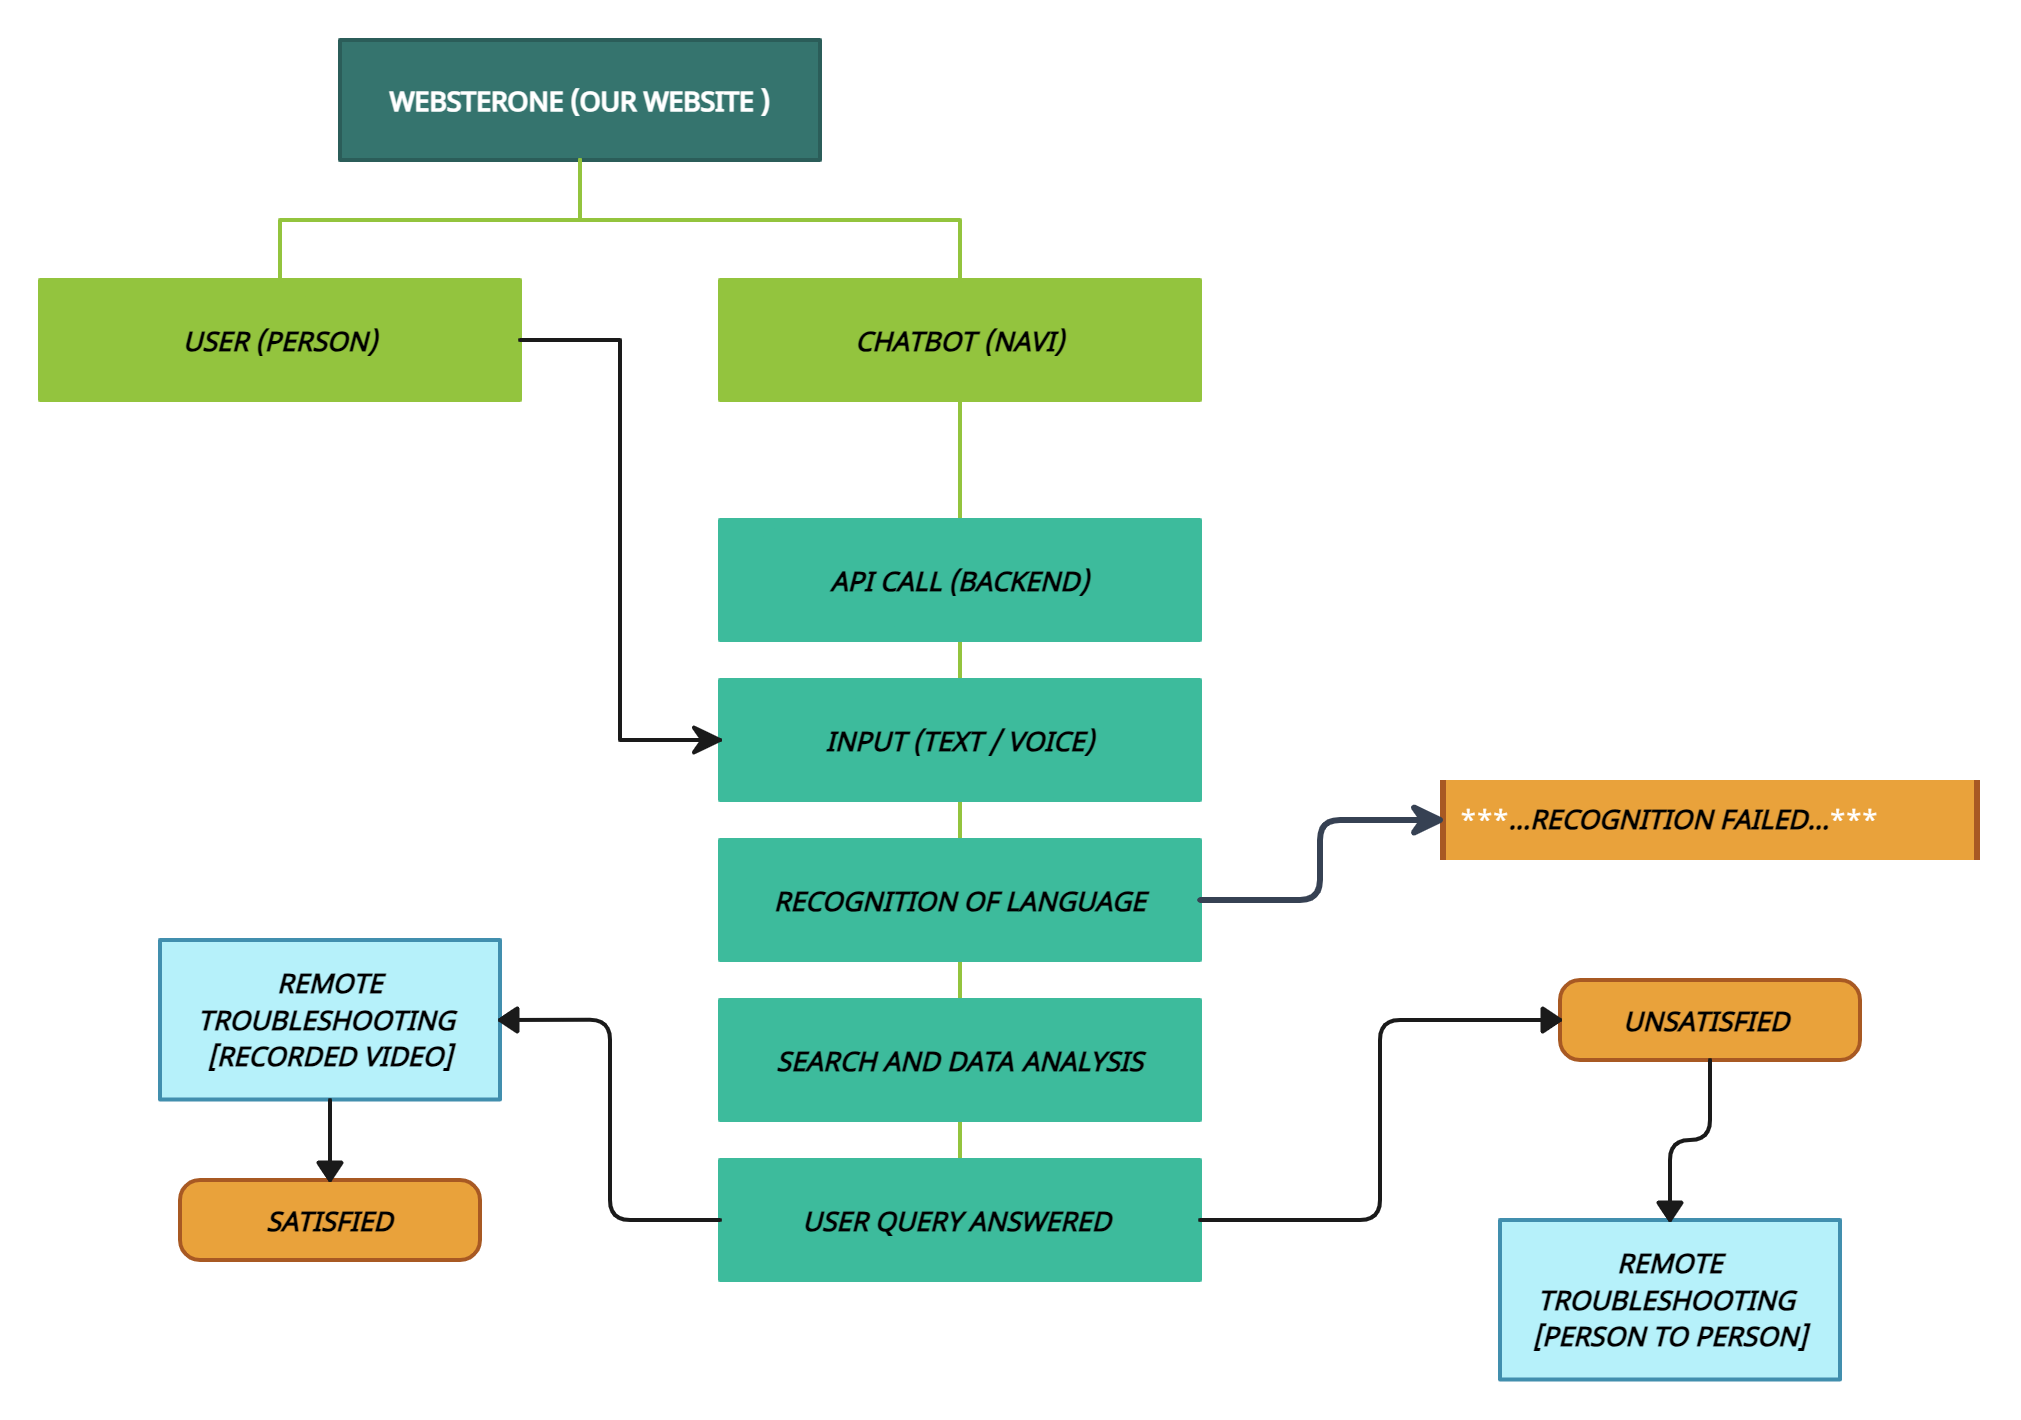 WEBSTERONE (OUR WEBSITE )
USER (PERSON)
CHATBOT (NAVI)
API CALL (BACKEND)
INPUT (TEXT / VOICE)
***...RECOGNITION FAILED...***
RECOGNITION OF LANGUAGE
REMOTE
TROUBLESHOOTING
[RECORDED VIDEO]
UNSATISFIED
SEARCH AND DATA ANALYSIS
SATISFIED
USER QUERY ANSWERED
REMOTE
TROUBLESHOOTING
[PERSON TO PERSON]